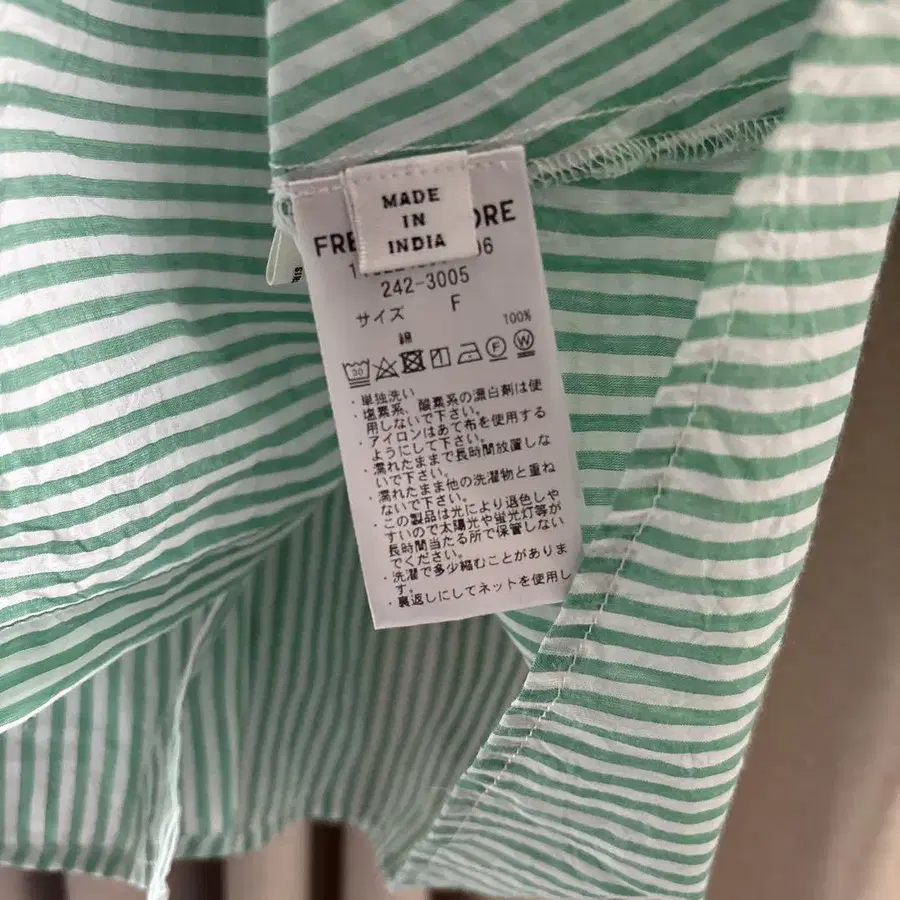 MADE
IN
INDIA
FRE ORE
06
242-3005
サイズ F
綿 100%
30 F W
・単独洗い
・塩素系、酸素系の漂白剤は使
用しないで下さい。
・アイロンはあて布を使用する
ようにして下さい。
・濡れたままで長時間放置しな
いで下さい。
・濡れたまま他の洗濯物と重ね
ないで下さい。
・この製品は光により退色しや
すいので太陽光や蛍光灯等が
長時間当たる所で保管しない
でください。
・洗濯で多少縮むことがありま
す。
・裏返しにしてネットを使用し